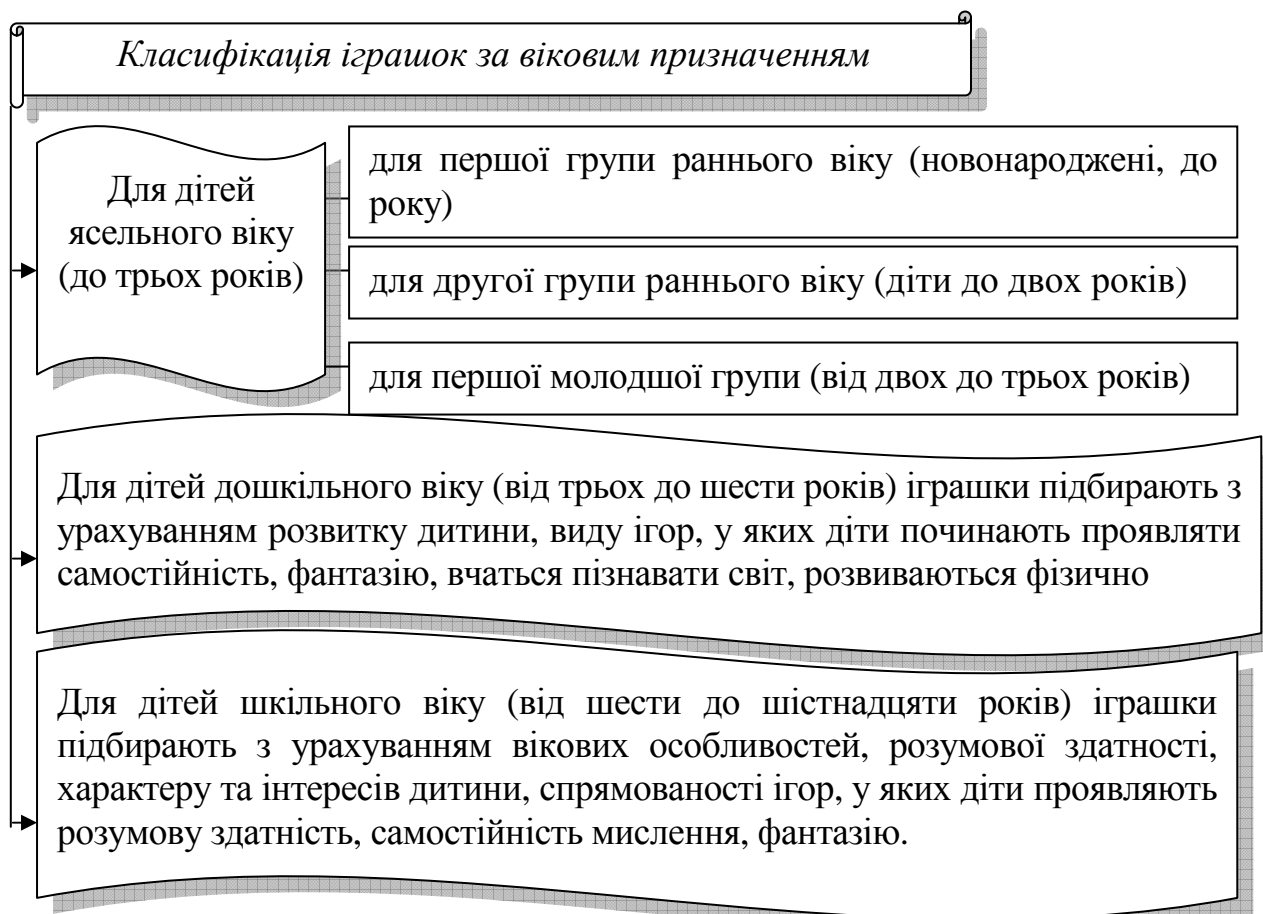 Класифікація іграшок за віковим призначенням
Для дітей
ясельного віку
(до трьох років)
для першої групи раннього віку (новонароджені, до
року)
для другої групи раннього віку (діти до двох років)
для першої молодшої групи (від двох до трьох років)
Для дітей дошкільного віку (від трьох до шести років) іграшки підбирають з
урахуванням розвитку дитини, виду ігор, у яких діти починають проявляти
самостійність, фантазію, вчаться пізнавати світ, розвиваються фізично
Для дітей шкільного віку (від шести до шістнадцяти років) іграшки
підбирають з урахуванням вікових особливостей, розумової здатності,
характеру та інтересів дитини, спрямованості ігор, у яких діти проявляють
розумову здатність, самостійність мислення, фантазію.